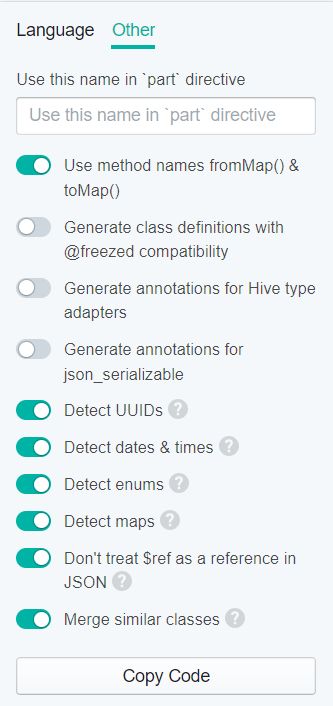 Language Other
Use this name in `part` directive
Use this name in `part` directive
Use method names fromMap() &
toMap()
Generate class definitions with
@freezed compatibility
Generate annotations for Hive type
adapters
Generate annotations for
json_serializable
Detect UUIDs ?
Detect dates & times ?
Detect enums ?
Detect maps ?
Don't treat $ref as a reference in
JSON ?
Merge similar classes ?
Copy Code